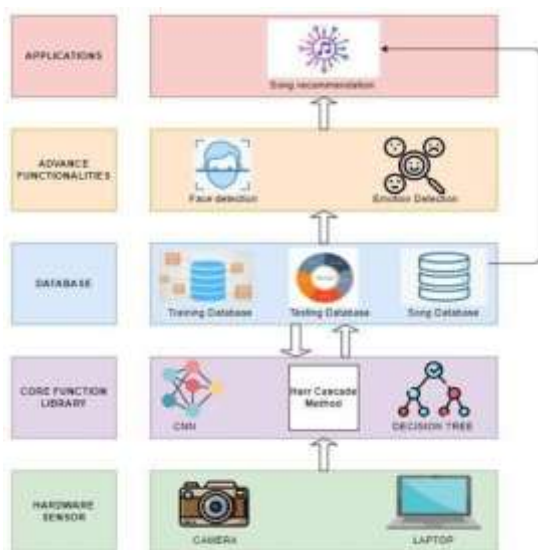 APPLICATIONS
Song recommendation
ADVANCE
FUNCTIONALITIES
Face detection
Emotion Detection
DATABASE
Training Database
Testing Database
Song Database
CORE FUNCTION
LIBRARY
CNN
Harr Cascade
Method
DECISION TREE
HARDWARE
SENSOR
CAMERA
LAPTOP